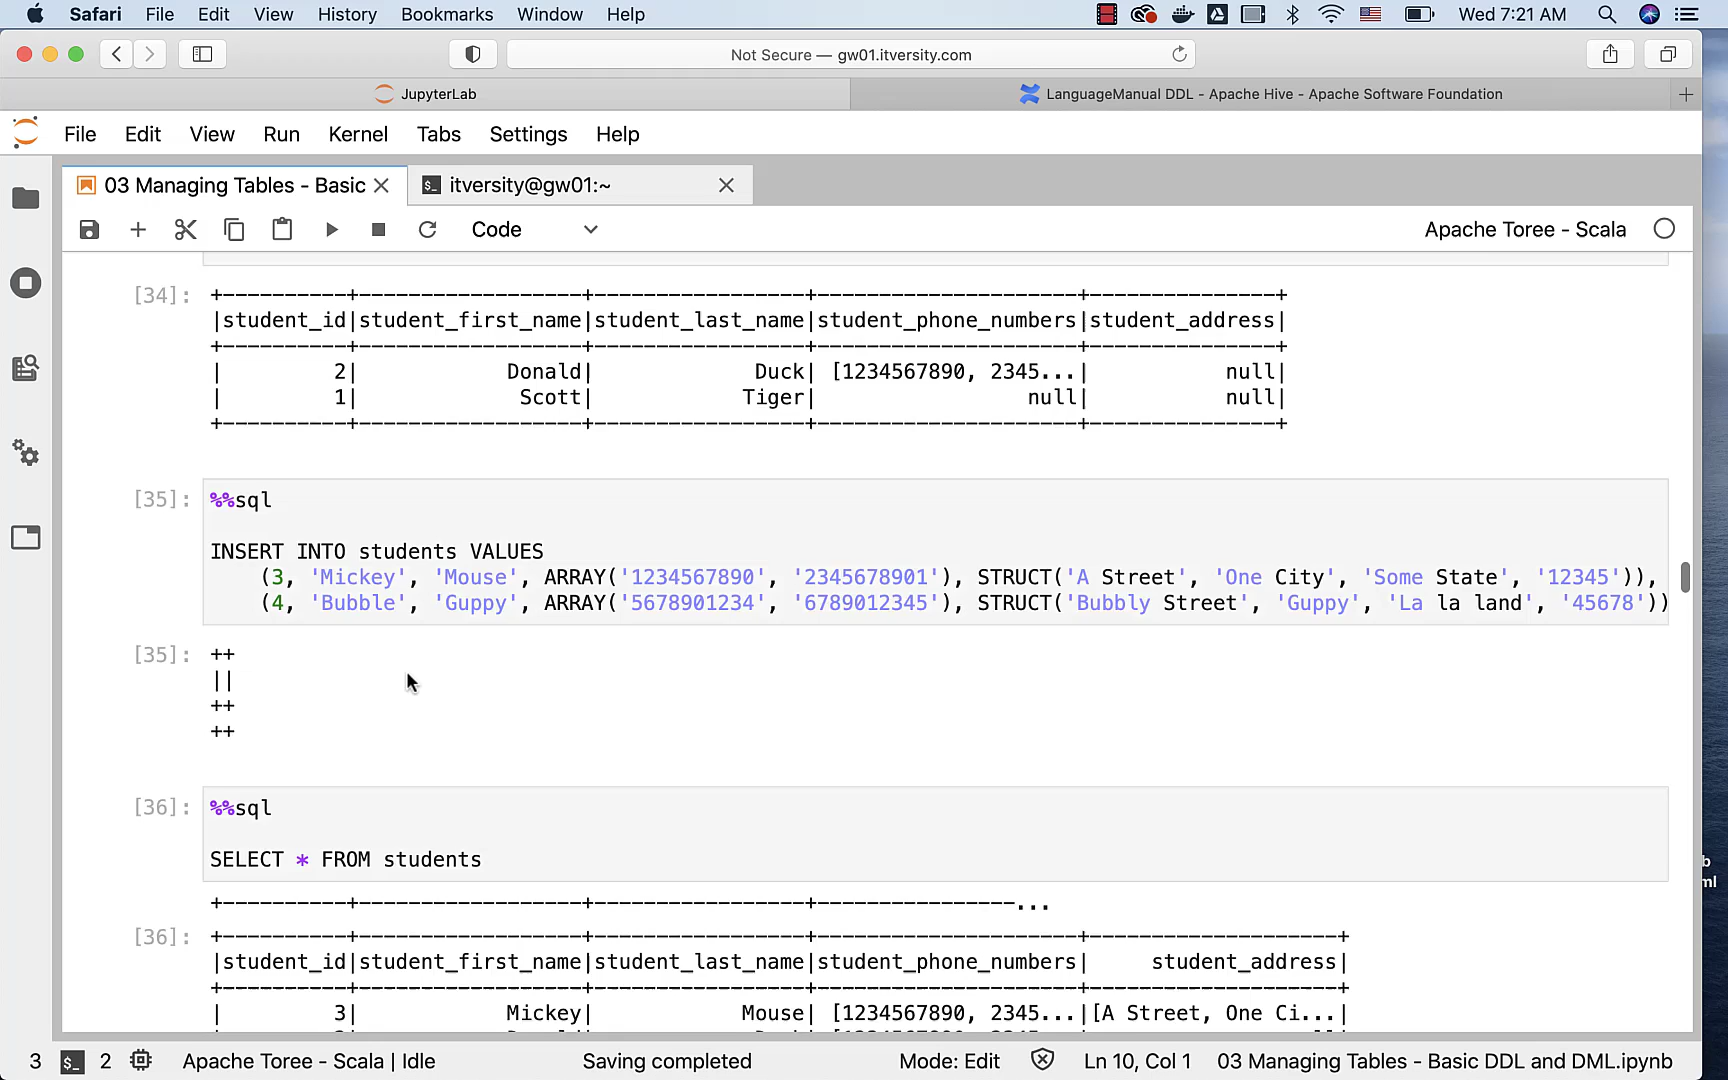 Safari File Edit View History Bookmarks Window Help Wed 7:21 AM
Not Secure — gw01.itversity.com
JupyterLab LanguageManual DDL - Apache Hive - Apache Software Foundation
File Edit View Run Kernel Tabs Settings Help
03 Managing Tables - Basic itversity@gw01:~
Code Apache Toree - Scala
[34]: +----------+------------------+-----------------+---------------------+---------------+
|student_id|student_first_name|student_last_name|student_phone_numbers|student_address|
+----------+------------------+-----------------+---------------------+---------------+
| 2| Donald| Duck| [1234567890, 2345...| null|
| 1| Scott| Tiger| null| null|
+----------+------------------+-----------------+---------------------+---------------+
[35]: %%sql
INSERT INTO students VALUES
(3, 'Mickey', 'Mouse', ARRAY('1234567890', '2345678901'), STRUCT('A Street', 'One City', 'Some State', '12345')),
(4, 'Bubble', 'Guppy', ARRAY('5678901234', '6789012345'), STRUCT('Bubbly Street', 'Guppy', 'La la land', '45678'))
[35]: ++
||
++
++
[36]: %%sql
SELECT * FROM students
+----------+------------------+-----------------+----------------...
[36]: +----------+------------------+-----------------+---------------------+--------------------+
|student_id|student_first_name|student_last_name|student_phone_numbers| student_address|
+----------+------------------+-----------------+---------------------+--------------------+
| 3| Mickey| Mouse| [1234567890, 2345...|[A Street, One Ci...|
3 2 Apache Toree - Scala | Idle Saving completed Mode: Edit Ln 10, Col 1 03 Managing Tables - Basic DDL and DML.ipynb